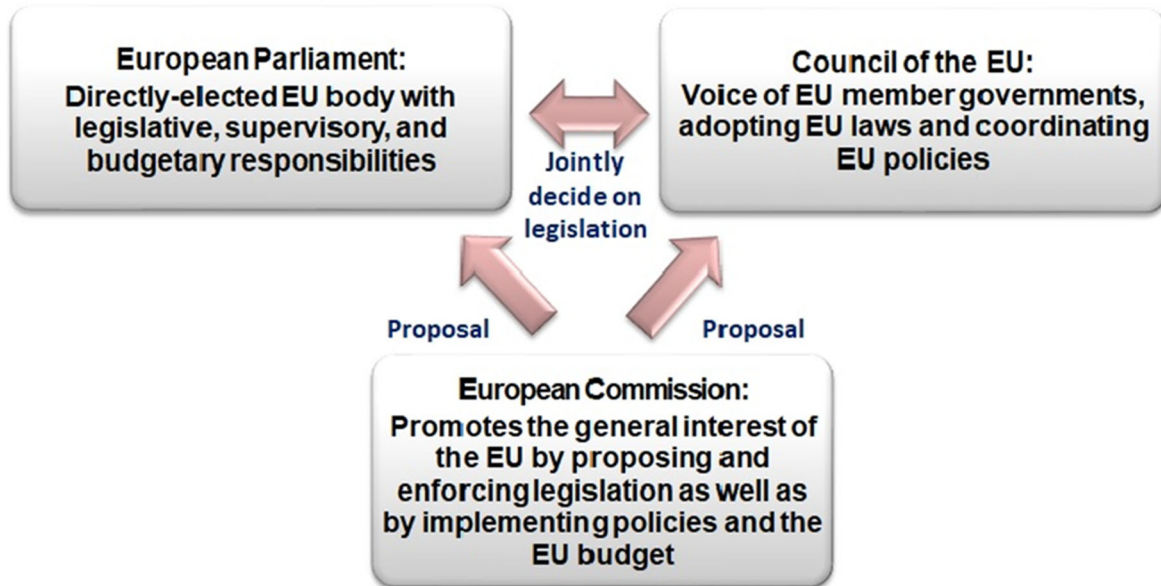 European Parliament:
Directly-elected EU body with
legislative, supervisory, and
budgetary responsibilities
Council of the EU:
Voice of EU member governments,
adopting EU laws and coordinating
EU policies
Jointly
decide on
legislation
Proposal
Proposal
European Commission:
Promotes the general interest of
the EU by proposing and
enforcing legislation as well as
by implementing policies and the
EU budget